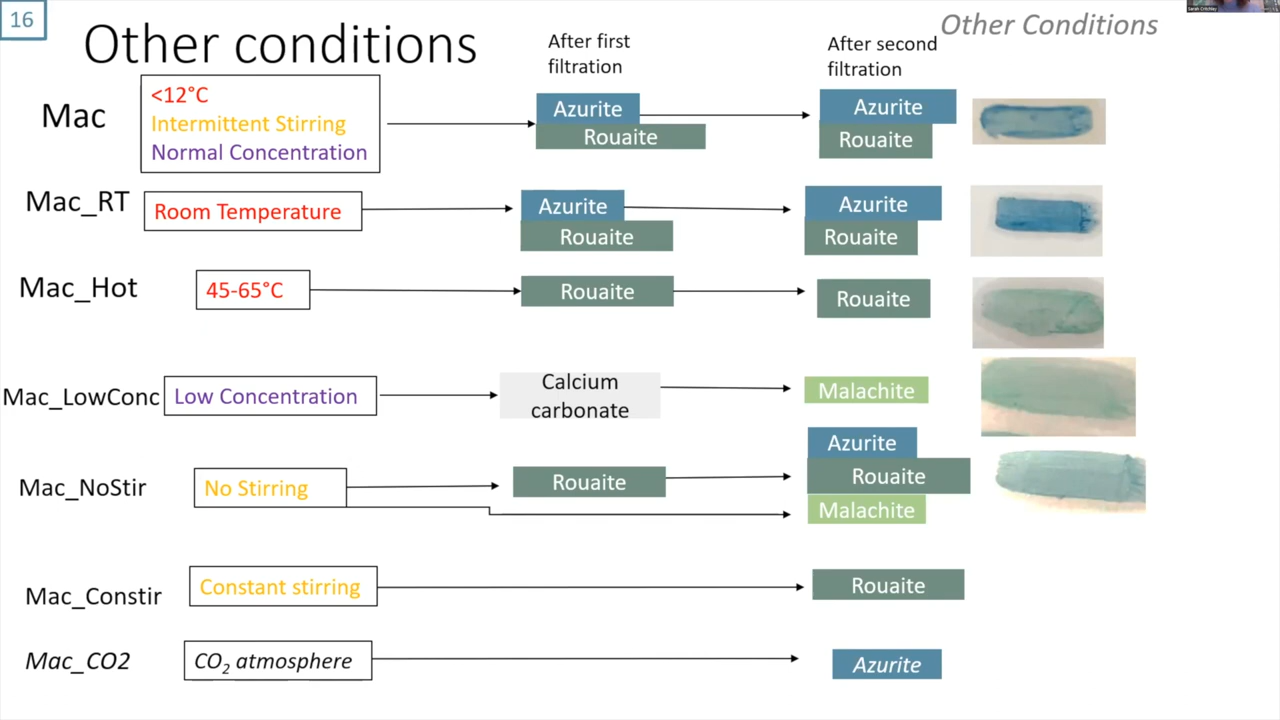 16
Other conditions
Other Conditions
After first
filtration
After second
filtration
Mac
<12°C
Intermittent Stirring
Normal Concentration
Azurite
Rouaite
Azurite
Rouaite
Mac_RT
Room Temperature
Azurite
Rouaite
Azurite
Rouaite
Mac_Hot
45-65°C
Rouaite
Rouaite
Mac_LowConc
Low Concentration
Calcium
carbonate
Malachite
Mac_NoStir
No Stirring
Rouaite
Azurite
Rouaite
Malachite
Mac_Constir
Constant stirring
Rouaite
Mac_CO2
CO2 atmosphere
Azurite